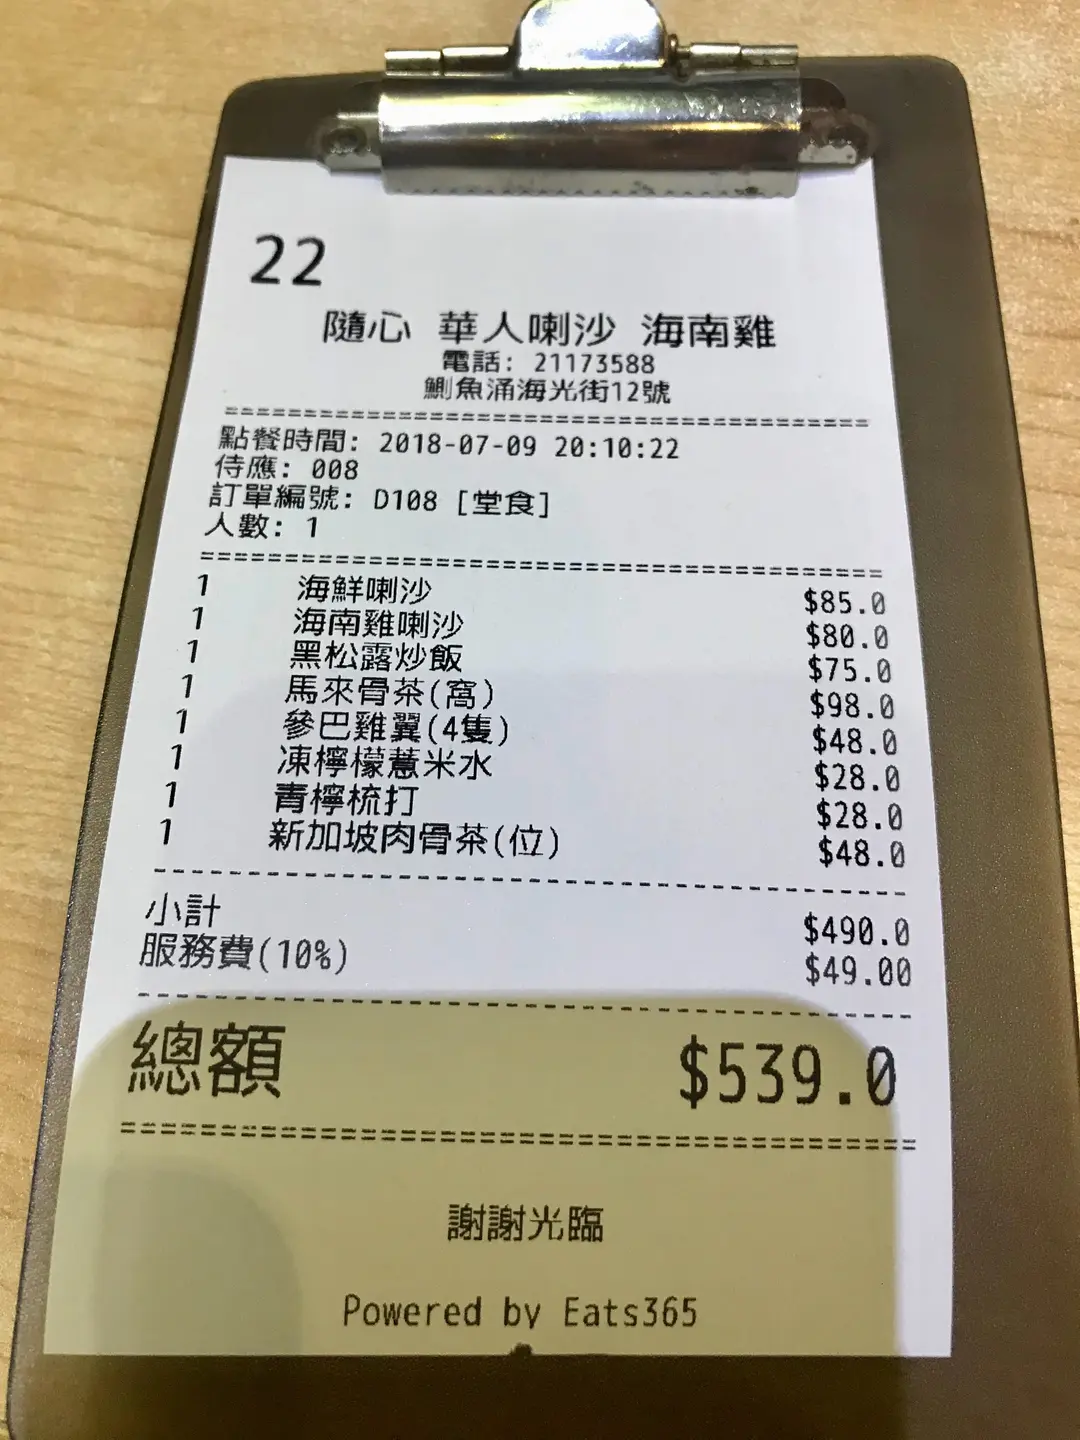 22
隨心 華人喇沙 海南雞
電話: 21173588
鰂魚涌海光街12號
點餐時間: 2018-07-09 20:10:22
侍應: 008
訂單編號: D108 [堂食]
人數: 1
1 海鮮喇沙 $85.0
1 海南雞喇沙 $80.0
1 黑松露炒飯 $75.0
1 馬來骨茶(窩) $98.0
1 參巴雞翼(4隻) $48.0
1 凍檸檬薏米水 $28.0
1 青檸梳打 $28.0
1 新加坡肉骨茶(位) $48.0
小計 $490.0
服務費(10%) $49.00
總額 $539.0
謝謝光臨
Powered by Eats365